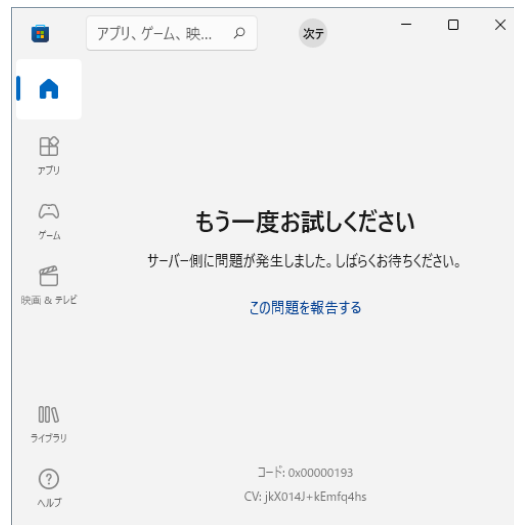 アプリ、ゲーム、映...
次テ
アプリ
ゲーム
映画 & テレビ
もう一度お試しください
サーバー側に問題が発生しました。しばらくお待ちください。
この問題を報告する
ライブラリ
ヘルプ
コード: 0x00000193
CV: jkX014J+kEmfq4hs